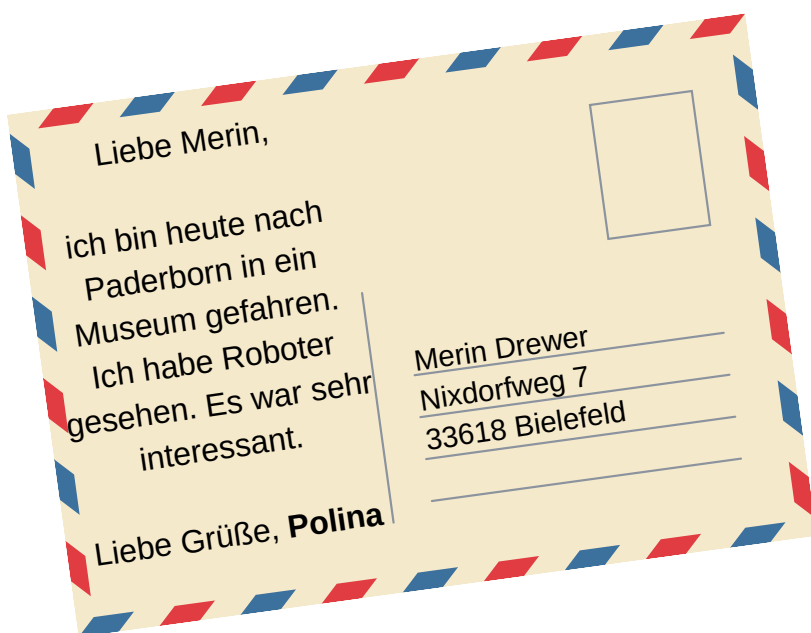 Liebe Merin,
ich bin heute nach
Paderborn in ein
Museum gefahren.
Ich habe Roboter
gesehen. Es war sehr
interessant.
Liebe Grüße, Polina
Merin Drewer
Nixdorfweg 7
33618 Bielefeld